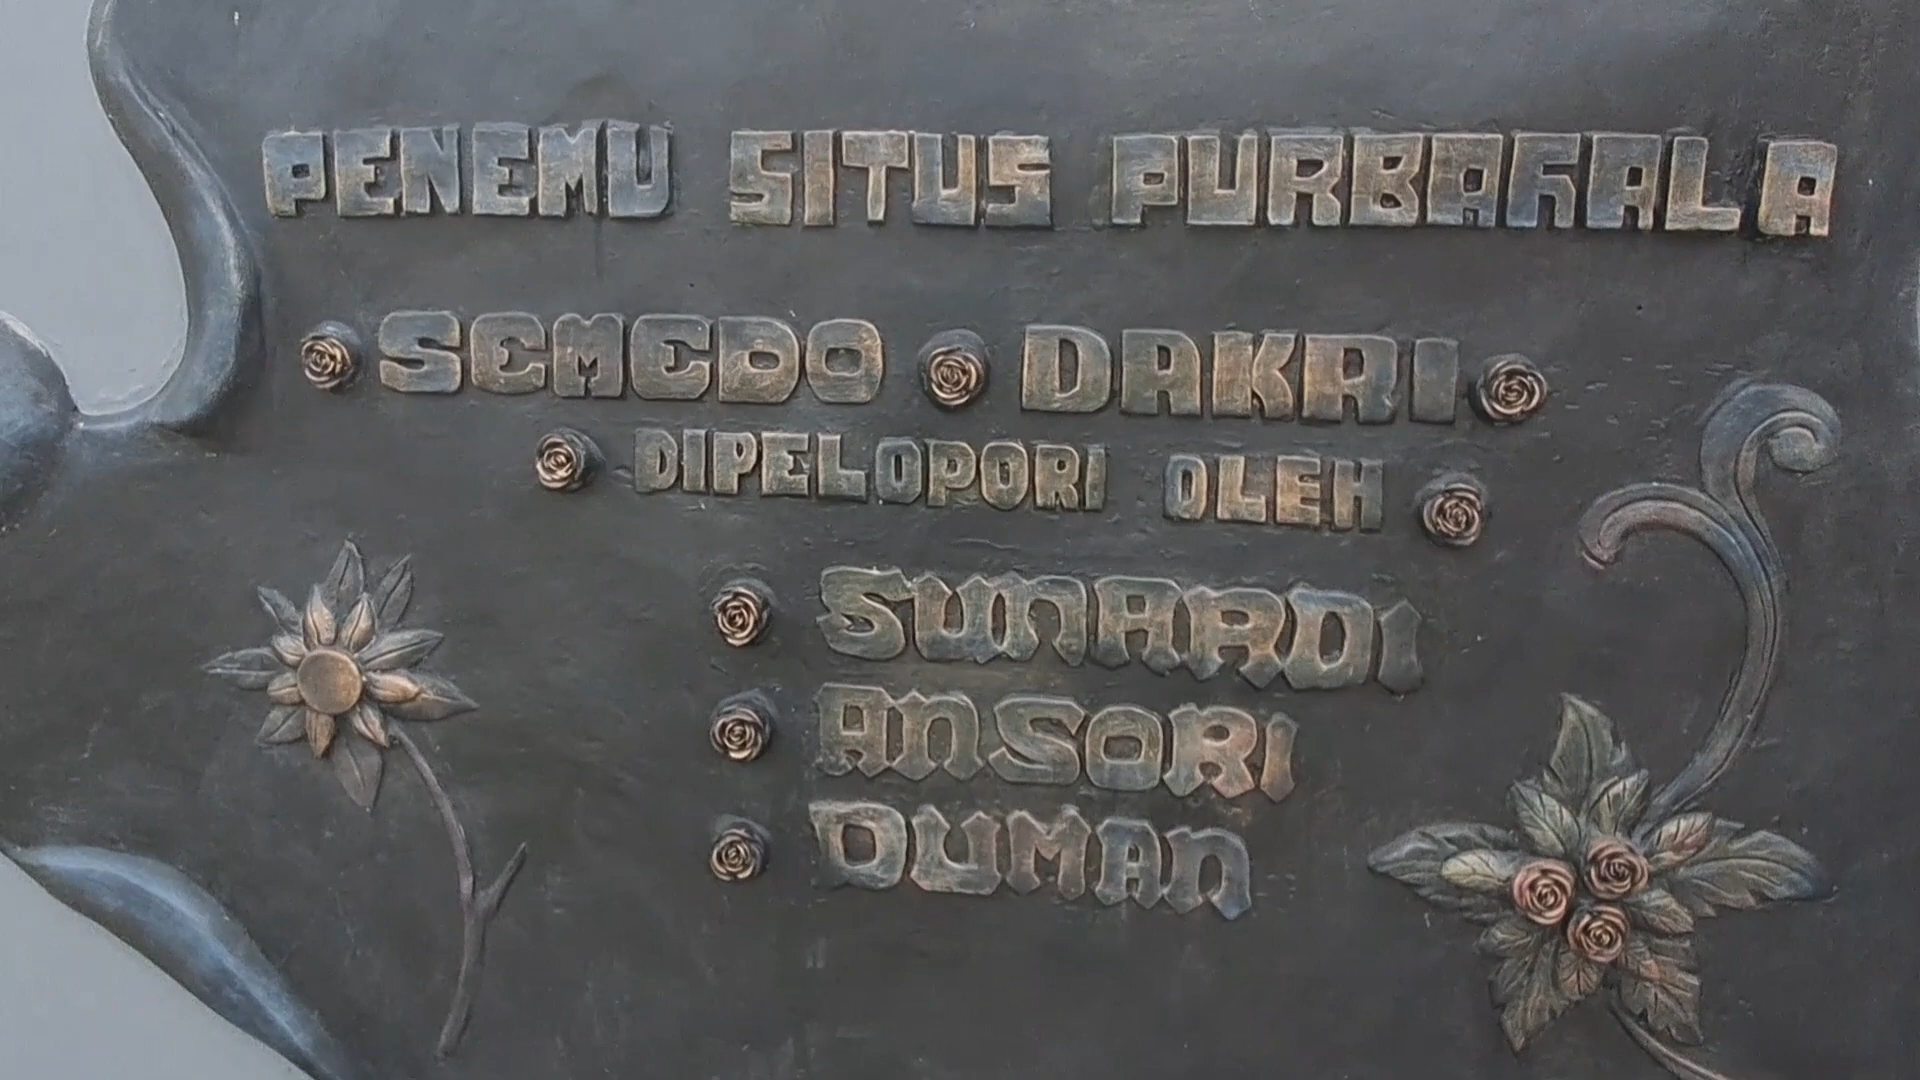 PENEMU SITUS PURBAKALA
SEMEDO DAKRI
DIPELOPORI OLEH
SUNARDI
ANSORI
DUMAN